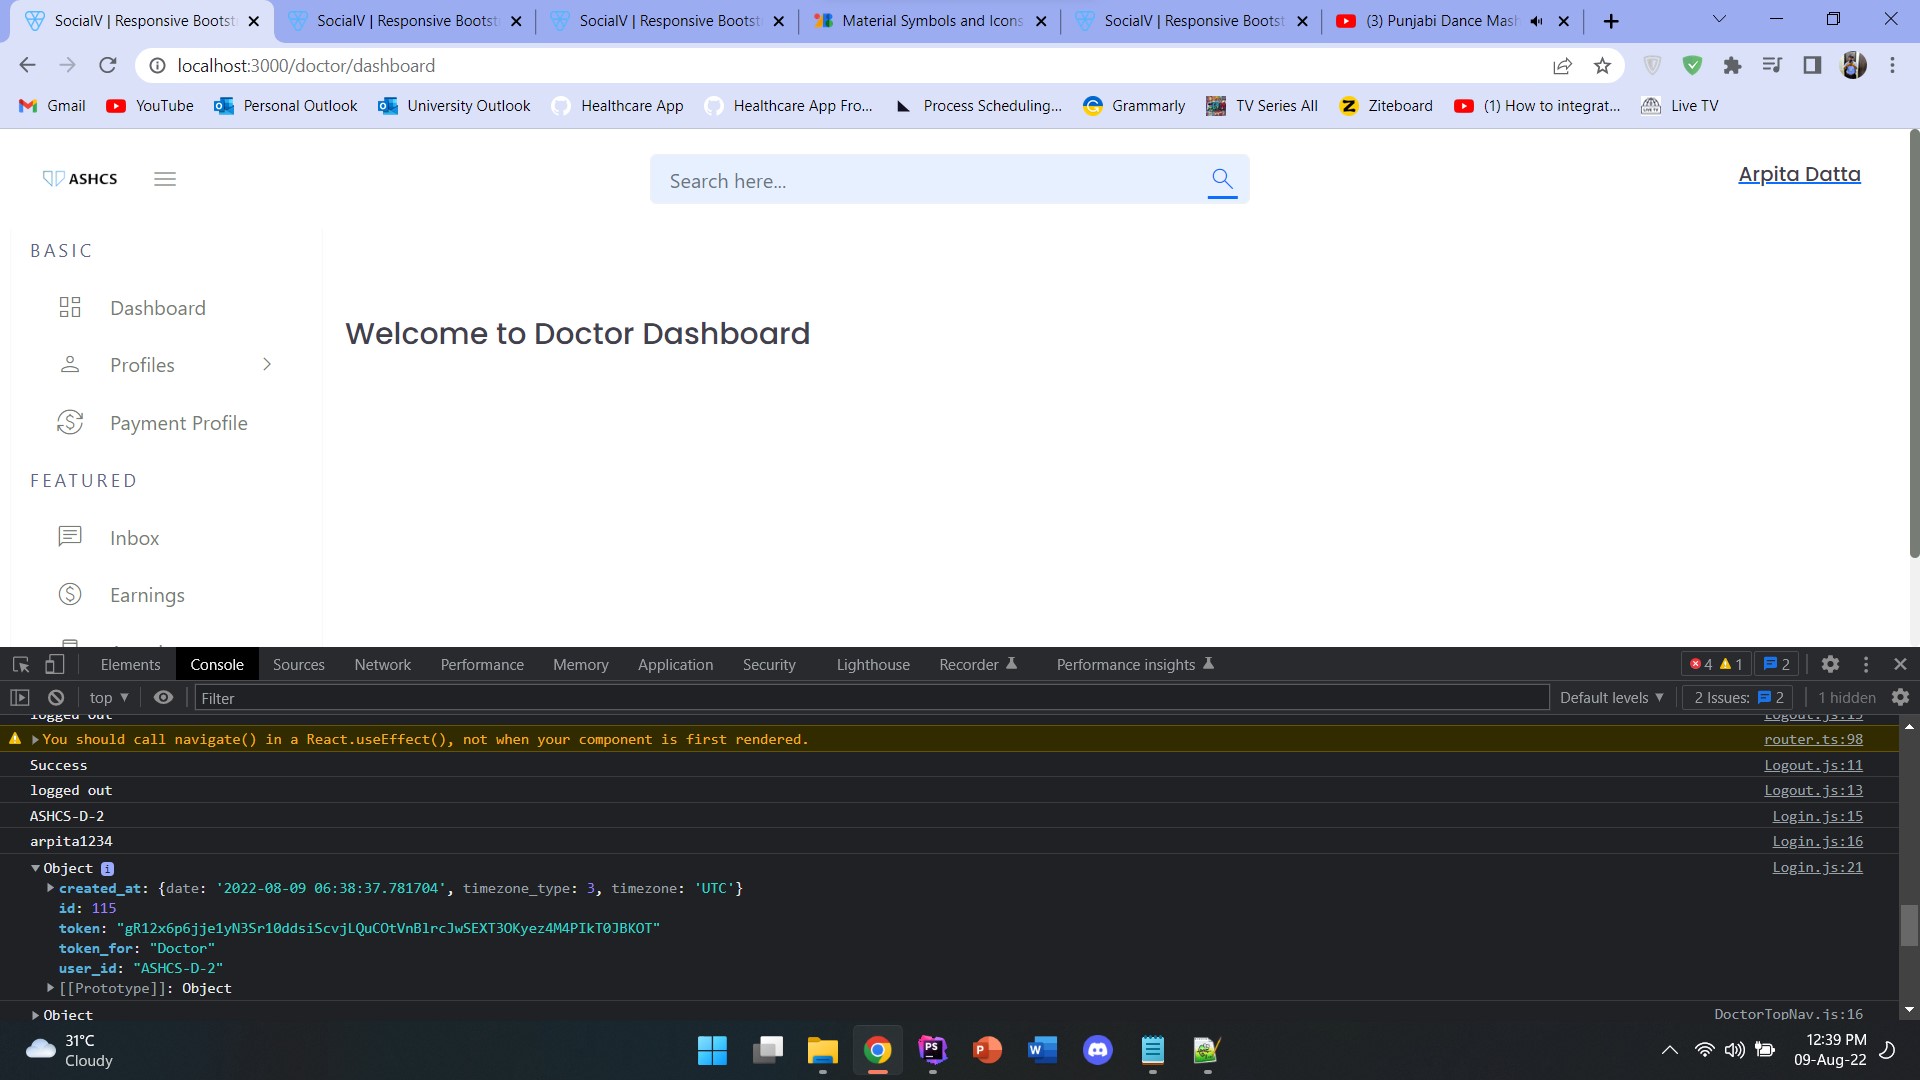 SocialV | Responsive Bootst
SocialV | Responsive Bootst
SocialV | Responsive Bootst
Material Symbols and Icons
SocialV | Responsive Bootst
(3) Punjabi Dance Mash
localhost:3000/doctor/dashboard
Gmail
YouTube
Personal Outlook
University Outlook
Healthcare App
Healthcare App Fro...
Process Scheduling...
Grammarly
TV Series All
Ziteboard
(1) How to integrat...
Live TV
ASHCS
Search here...
Arpita Datta
BASIC
Dashboard
Profiles
Payment Profile
FEATURED
Inbox
Earnings
Welcome to Doctor Dashboard
Elements
Console
Sources
Network
Performance
Memory
Application
Security
Lighthouse
Recorder
Performance insights
4
1
2
top
Filter
Default levels
2 Issues: 2
1 hidden
logged out Logout.js:13
You should call navigate() in a React.useEffect(), not when your component is first rendered. router.ts:98
Success Logout.js:11
logged out Logout.js:13
ASHCS-D-2 Login.js:15
arpita1234 Login.js:16
Object i Login.js:21
created_at: {date: '2022-08-09 06:38:37.781704', timezone_type: 3, timezone: 'UTC'}
id: 115
token: "gR12x6p6jje1yN3Sr10ddsiScvjLQuCOtVnBlrcJwSEXT3OKyez4M4PIkT0JBKOT"
token_for: "Doctor"
user_id: "ASHCS-D-2"
[[Prototype]]: Object
Object DoctorTopNav.js:16
31°C
Cloudy
12:39 PM
09-Aug-22